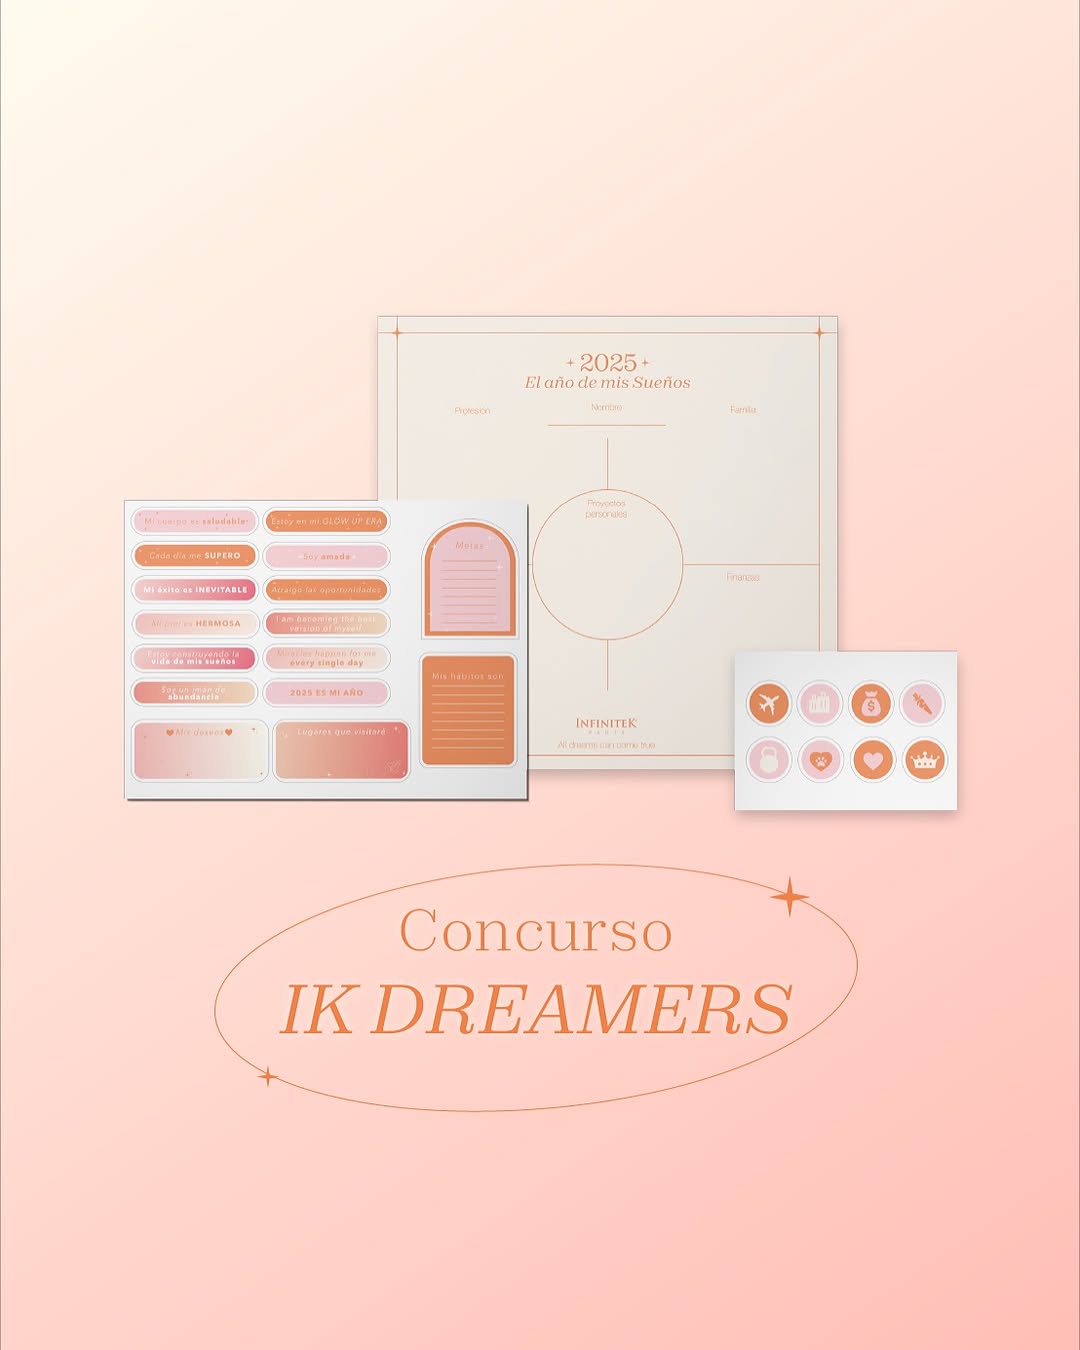 2025
El año de mis Sueños
Profesión
Nombre
Familia
Proyectos
personales
Finanzas
INFINITEK
PARIS
All dreams can come true
Mi cuerpo es saludable
Estoy en mi GLOW UP ERA
Cada día me SUPERO
Soy amada
Mi éxito es INEVITABLE
Atraigo las oportunidades
Mi piel es HERMOSA
I am becoming the best
version of myself
Estoy construyendo la
vida de mis sueños
Miracles happen for me
every single day
Soy un imán de
abundancia
2025 ES MI AÑO
Mis deseos
Lugares que visitaré
Metas
Mis hábitos son
$
Concurso
IK DREAMERS